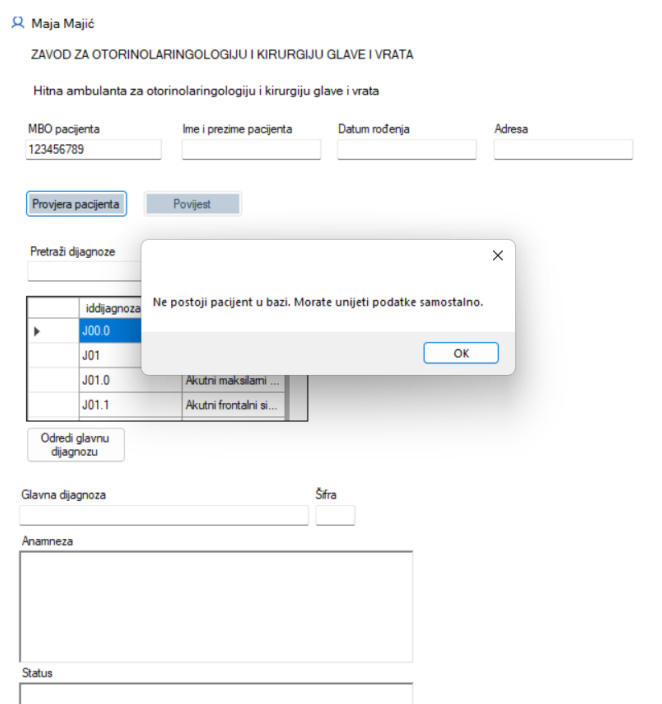 Maja Majić
ZAVOD ZA OTORINOLARINGOLOGIJU I KIRURGIJU GLAVE I VRATA
Hitna ambulanta za otorinolaringologiju i kirurgiju glave i vrata
MBO pacijenta Ime i prezime pacijenta Datum rođenja Adresa
123456789
Provjera pacijenta Povijest
Pretraži dijagnoze
Ne postoji pacijent u bazi. Morate unijeti podatke samostalno.
OK
iddijagnoza
J00.0
J01
J01.0 Akutni maksilarni ...
J01.1 Akutni frontalni si...
Odredi glavnu
dijagnozu
Glavna dijagnoza Šifra
Anamneza
Status